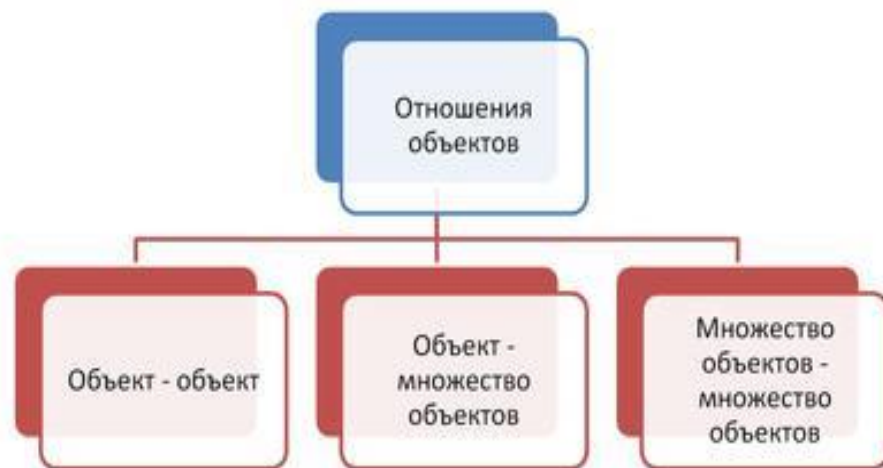 Отношения
объектов
Объект - объект
Объект -
множество
объектов
Множество
объектов -
множество
объектов